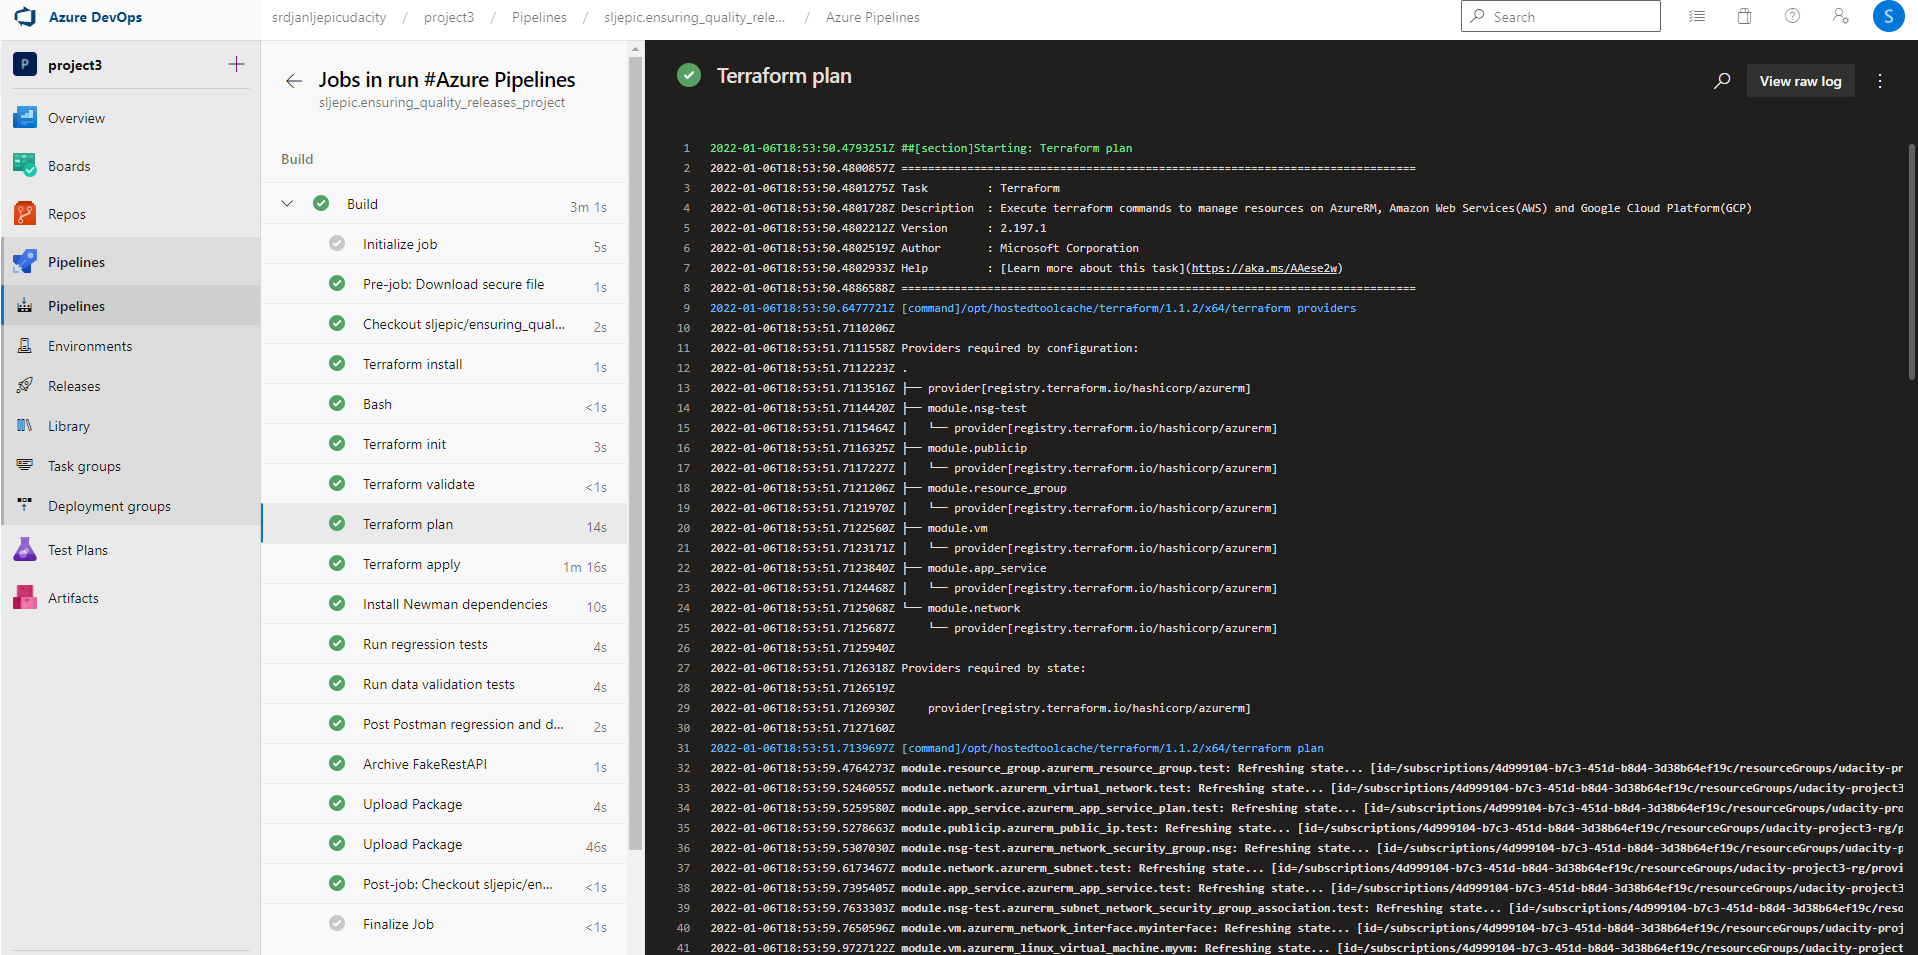 Azure DevOps
srdjanljepicudacity / project3 / Pipelines / sljepic.ensuring_quality_rele... / Azure Pipelines
Search
S
P project3
Overview
Boards
Repos
Pipelines
Pipelines
Environments
Releases
Library
Task groups
Deployment groups
Test Plans
Artifacts
Jobs in run #Azure Pipelines
sljepic.ensuring_quality_releases_project
Build
Build 3m 1s
Initialize job 5s
Pre-job: Download secure file 1s
Checkout sljepic/ensuring_qual... 2s
Terraform install 1s
Bash <1s
Terraform init 3s
Terraform validate <1s
Terraform plan 14s
Terraform apply 1m 16s
Install Newman dependencies 10s
Run regression tests 4s
Run data validation tests 4s
Post Postman regression and d... 2s
Archive FakeRestAPI 1s
Upload Package 4s
Upload Package 46s
Post-job: Checkout sljepic/en... <1s
Finalize Job <1s
Terraform plan
View raw log
1 2022-01-06T18:53:50.4793251Z ##[section]Starting: Terraform plan
2 2022-01-06T18:53:50.4800857Z ==============================================================================
3 2022-01-06T18:53:50.4801275Z Task : Terraform
4 2022-01-06T18:53:50.4801728Z Description : Execute terraform commands to manage resources on AzureRM, Amazon Web Services(AWS) and Google Cloud Platform(GCP)
5 2022-01-06T18:53:50.4802212Z Version : 2.197.1
6 2022-01-06T18:53:50.4802519Z Author : Microsoft Corporation
7 2022-01-06T18:53:50.4802933Z Help : [Learn more about this task](https://aka.ms/AAese2w)
8 2022-01-06T18:53:50.4886588Z ==============================================================================
9 2022-01-06T18:53:50.6477721Z [command]/opt/hostedtoolcache/terraform/1.1.2/x64/terraform providers
10 2022-01-06T18:53:51.7110206Z
11 2022-01-06T18:53:51.7111558Z Providers required by configuration:
12 2022-01-06T18:53:51.7112223Z .
13 2022-01-06T18:53:51.7113516Z ├── provider[registry.terraform.io/hashicorp/azurerm]
14 2022-01-06T18:53:51.7114420Z ├── module.nsg-test
15 2022-01-06T18:53:51.7115464Z │   └── provider[registry.terraform.io/hashicorp/azurerm]
16 2022-01-06T18:53:51.7116325Z ├── module.publicip
17 2022-01-06T18:53:51.7117227Z │   └── provider[registry.terraform.io/hashicorp/azurerm]
18 2022-01-06T18:53:51.7121206Z ├── module.resource_group
19 2022-01-06T18:53:51.7121970Z │   └── provider[registry.terraform.io/hashicorp/azurerm]
20 2022-01-06T18:53:51.7122560Z ├── module.vm
21 2022-01-06T18:53:51.7123171Z │   └── provider[registry.terraform.io/hashicorp/azurerm]
22 2022-01-06T18:53:51.7123840Z ├── module.app_service
23 2022-01-06T18:53:51.7124468Z │   └── provider[registry.terraform.io/hashicorp/azurerm]
24 2022-01-06T18:53:51.7125068Z └── module.network
25 2022-01-06T18:53:51.7125687Z     └── provider[registry.terraform.io/hashicorp/azurerm]
26 2022-01-06T18:53:51.7125940Z
27 2022-01-06T18:53:51.7126318Z Providers required by state:
28 2022-01-06T18:53:51.7126519Z
29 2022-01-06T18:53:51.7126930Z     provider[registry.terraform.io/hashicorp/azurerm]
30 2022-01-06T18:53:51.7127160Z
31 2022-01-06T18:53:51.7139697Z [command]/opt/hostedtoolcache/terraform/1.1.2/x64/terraform plan
32 2022-01-06T18:53:59.4764273Z module.resource_group.azurerm_resource_group.test: Refreshing state... [id=/subscriptions/4d999104-b7c3-451d-b8d4-3d38b64ef19c/resourceGroups/udacity-pr
33 2022-01-06T18:53:59.5246055Z module.network.azurerm_virtual_network.test: Refreshing state... [id=/subscriptions/4d999104-b7c3-451d-b8d4-3d38b64ef19c/resourceGroups/udacity-project3
34 2022-01-06T18:53:59.5259580Z module.app_service.azurerm_app_service_plan.test: Refreshing state... [id=/subscriptions/4d999104-b7c3-451d-b8d4-3d38b64ef19c/resourceGroups/udacity-pro
35 2022-01-06T18:53:59.5278663Z module.publicip.azurerm_public_ip.test: Refreshing state... [id=/subscriptions/4d999104-b7c3-451d-b8d4-3d38b64ef19c/resourceGroups/udacity-project3-rg/p
36 2022-01-06T18:53:59.5307030Z module.nsg-test.azurerm_network_security_group.nsg: Refreshing state... [id=/subscriptions/4d999104-b7c3-451d-b8d4-3d38b64ef19c/resourceGroups/udacity-p
37 2022-01-06T18:53:59.6173467Z module.network.azurerm_subnet.test: Refreshing state... [id=/subscriptions/4d999104-b7c3-451d-b8d4-3d38b64ef19c/resourceGroups/udacity-project3-rg/provi
38 2022-01-06T18:53:59.7395405Z module.app_service.azurerm_app_service.test: Refreshing state... [id=/subscriptions/4d999104-b7c3-451d-b8d4-3d38b64ef19c/resourceGroups/udacity-project3
39 2022-01-06T18:53:59.7633303Z module.nsg-test.azurerm_subnet_network_security_group_association.test: Refreshing state... [id=/subscriptions/4d999104-b7c3-451d-b8d4-3d38b64ef19c/reso
40 2022-01-06T18:53:59.7650596Z module.vm.azurerm_network_interface.myinterface: Refreshing state... [id=/subscriptions/4d999104-b7c3-451d-b8d4-3d38b64ef19c/resourceGroups/udacity-proj
41 2022-01-06T18:53:59.9727122Z module.vm.azurerm_linux_virtual_machine.myvm: Refreshing state... [id=/subscriptions/4d999104-b7c3-451d-b8d4-3d38b64ef19c/resourceGroups/udacity-project